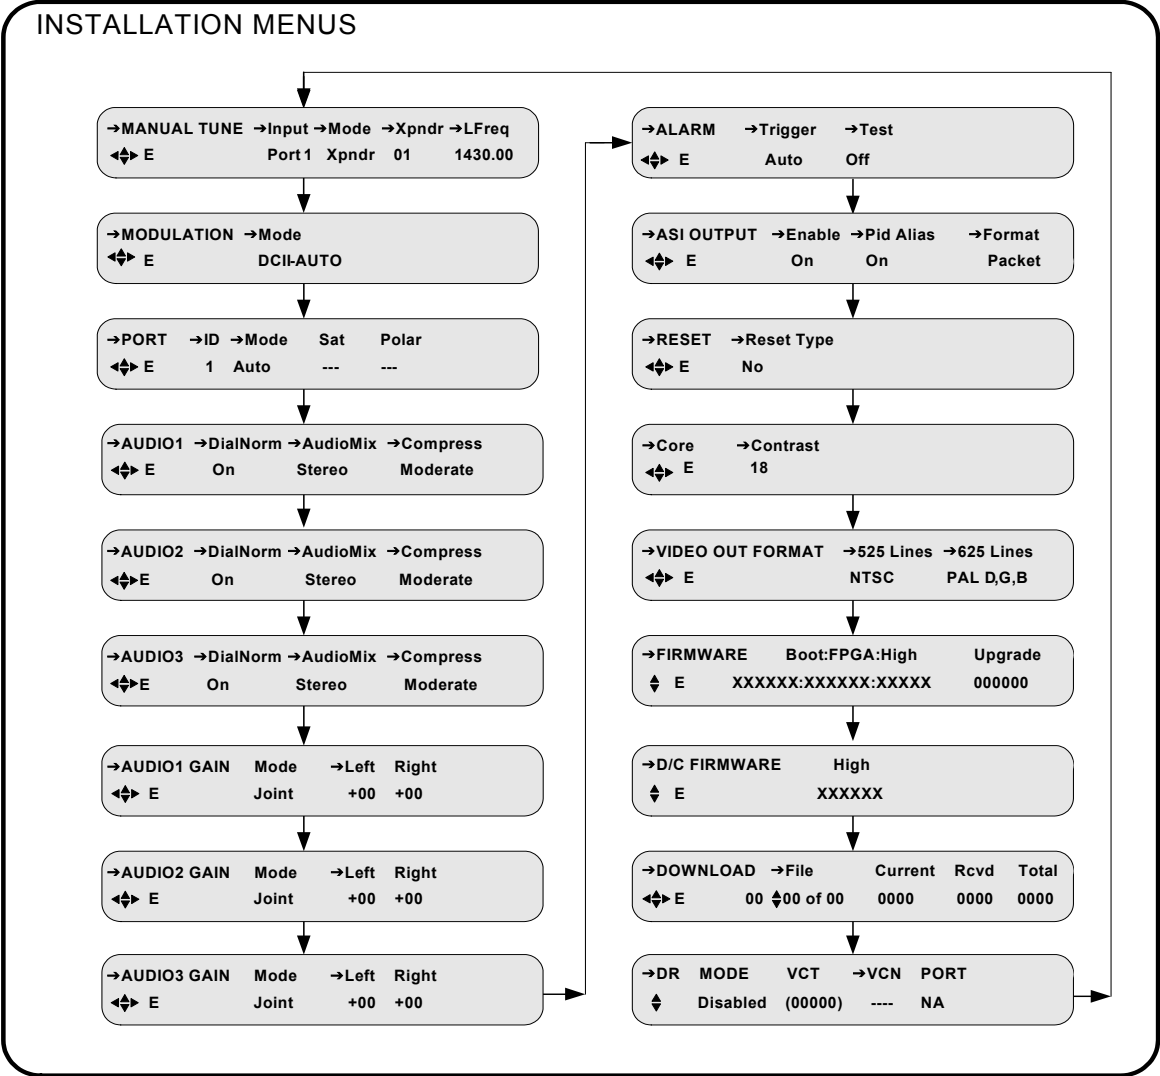 INSTALLATION MENUS
➔MANUAL TUNE ➔Input ➔Mode ➔Xpndr ➔LFreq
E Port 1 Xpndr 01 1430.00
➔MODULATION ➔Mode
E DCII-AUTO
➔PORT ➔ID ➔Mode Sat Polar
E 1 Auto --- ---
➔AUDIO1 ➔DialNorm ➔AudioMix ➔Compress
E On Stereo Moderate
➔AUDIO2 ➔DialNorm ➔AudioMix ➔Compress
E On Stereo Moderate
➔AUDIO3 ➔DialNorm ➔AudioMix ➔Compress
E On Stereo Moderate
➔AUDIO1 GAIN Mode ➔Left Right
E Joint +00 +00
➔AUDIO2 GAIN Mode ➔Left Right
E Joint +00 +00
➔AUDIO3 GAIN Mode ➔Left Right
E Joint +00 +00
➔ALARM ➔Trigger ➔Test
E Auto Off
➔ASI OUTPUT ➔Enable ➔Pid Alias ➔Format
E On On Packet
➔RESET ➔Reset Type
E No
➔Core ➔Contrast
E 18
➔VIDEO OUT FORMAT ➔525 Lines ➔625 Lines
E NTSC PAL D,G,B
➔FIRMWARE Boot:FPGA:High Upgrade
E XXXXXX:XXXXXX:XXXXX 000000
➔D/C FIRMWARE High
E XXXXXX
➔DOWNLOAD ➔File Current Rcvd Total
E 00 00 of 00 0000 0000 0000
➔DR MODE VCT ➔VCN PORT
Disabled (00000) ---- NA